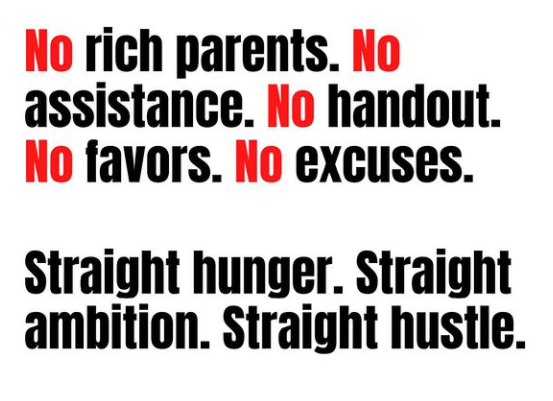 No rich parents. No
assistance. No handout.
No favors. No excuses.
Straight hunger. Straight
ambition. Straight hustle.